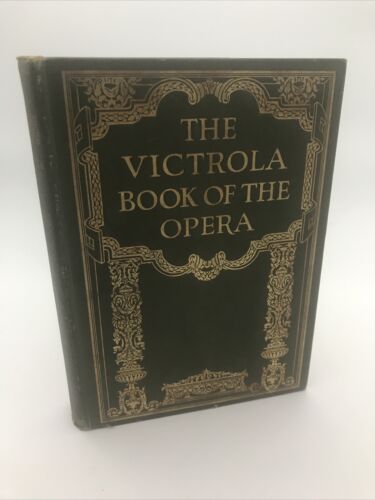 THE
VICTROLA
BOOK OF THE
OPERA